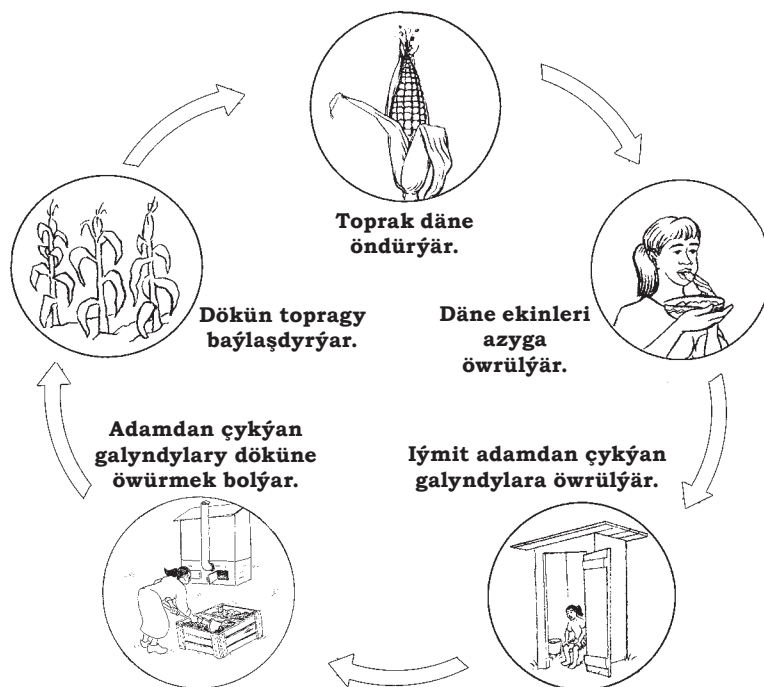 Toprak däne
öndürýär.
Däne ekinleri
azyga
öwrülýär.
Iýmit adamdan çykýan
galyndylara öwrülýär.
Adamdan çykýan
galyndylary döküne
öwürmek bolýar.
Dökün topragy
baýlaşdyrýar.